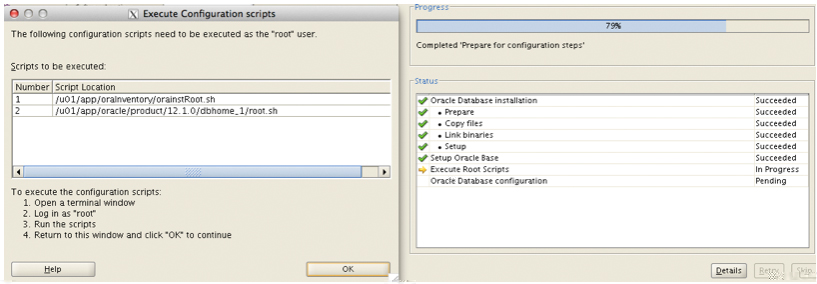 Execute Configuration scripts
The following configuration scripts need to be executed as the "root" user.
Scripts to be executed:
Number Script Location
1 /u01/app/oraInventory/orainstRoot.sh
2 /u01/app/oracle/product/12.1.0/dbhome_1/root.sh
To execute the configuration scripts:
1. Open a terminal window
2. Log in as "root"
3. Run the scripts
4. Return to this window and click "OK" to continue
Help
OK
Progress
79%
Completed 'Prepare for configuration steps'
Status
Oracle Database installation Succeeded
• Prepare Succeeded
• Copy files Succeeded
• Link binaries Succeeded
• Setup Succeeded
Setup Oracle Base Succeeded
Execute Root Scripts In Progress
Oracle Database configuration Pending
Details
Retry
Skip